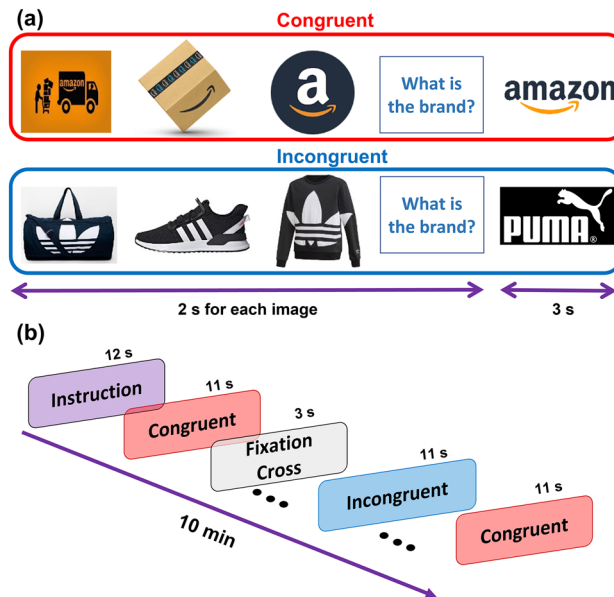 (a)
Congruent
amazon
a
What is
the brand?
amazon
Incongruent
What is
the brand?
PUMA®
2 s for each image
3 s
(b)
12 s
Instruction
11 s
Congruent
3 s
Fixation
Cross
11 s
Incongruent
11 s
Congruent
10 min